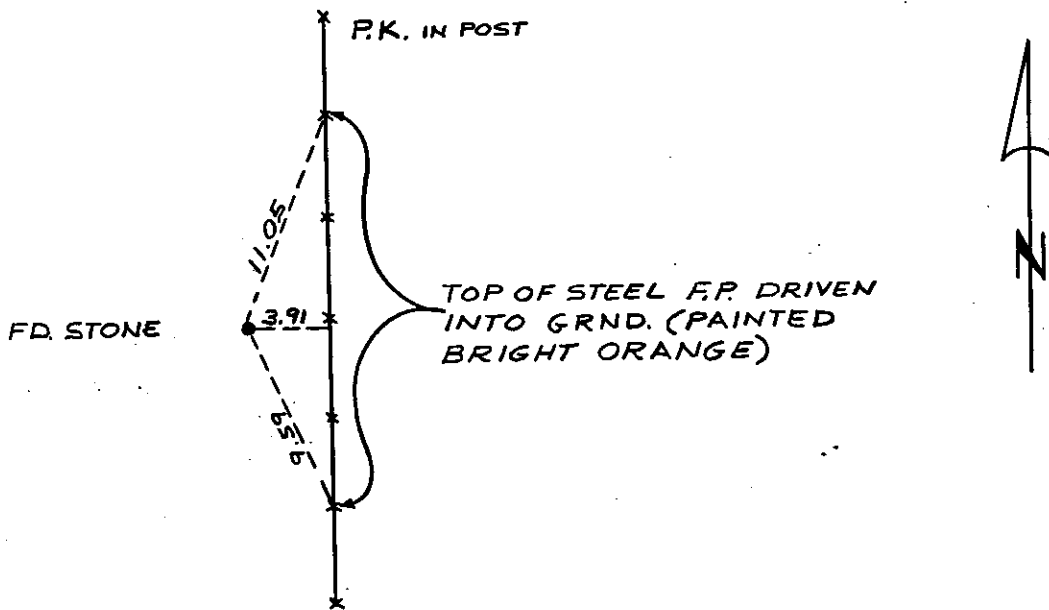 P.K. IN POST
11.05
FD. STONE
3.91
9.59
TOP OF STEEL F.P. DRIVEN
INTO GRND. (PAINTED
BRIGHT ORANGE)
N